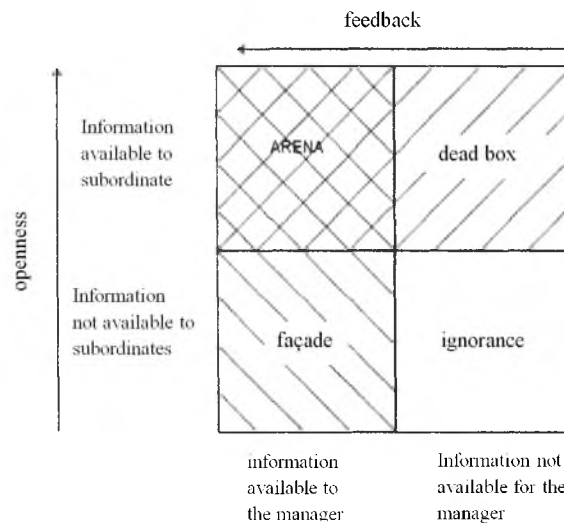 feedback
Information
available to
subordinate
ARENA
dead box
openness
Information
not available to
subordinates
façade
ignorance
information
available to
the manager
Information not
available for the
manager